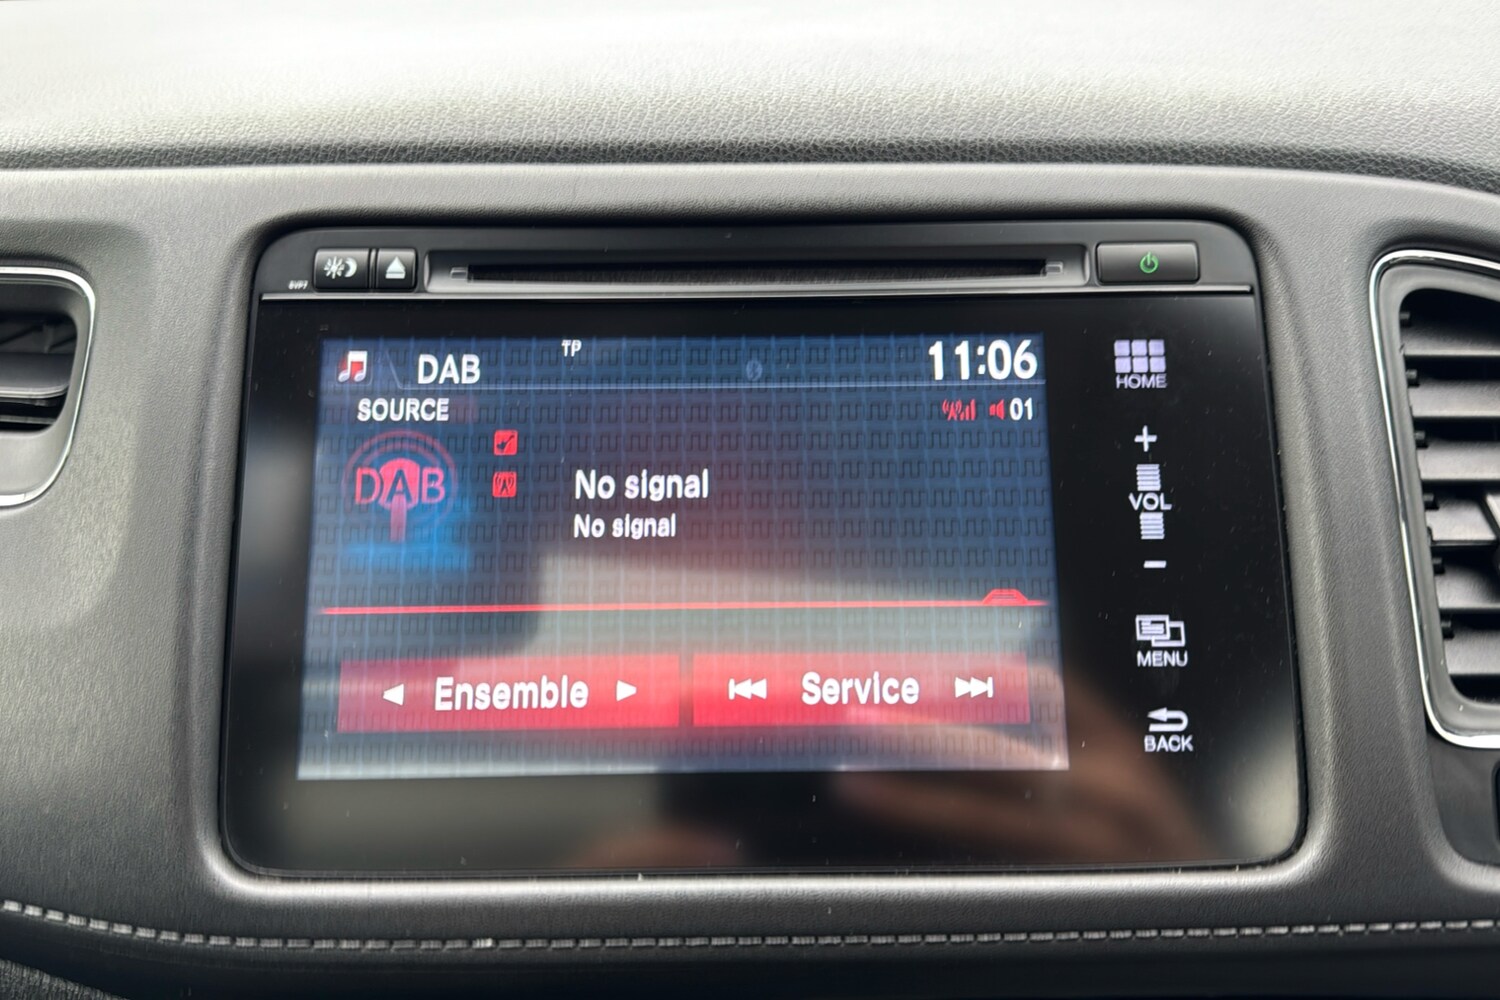 DAB
TP
11:06
SOURCE
01
DAB
No signal
No signal
Ensemble
Service
HOME
+
VOL
-
MENU
BACK